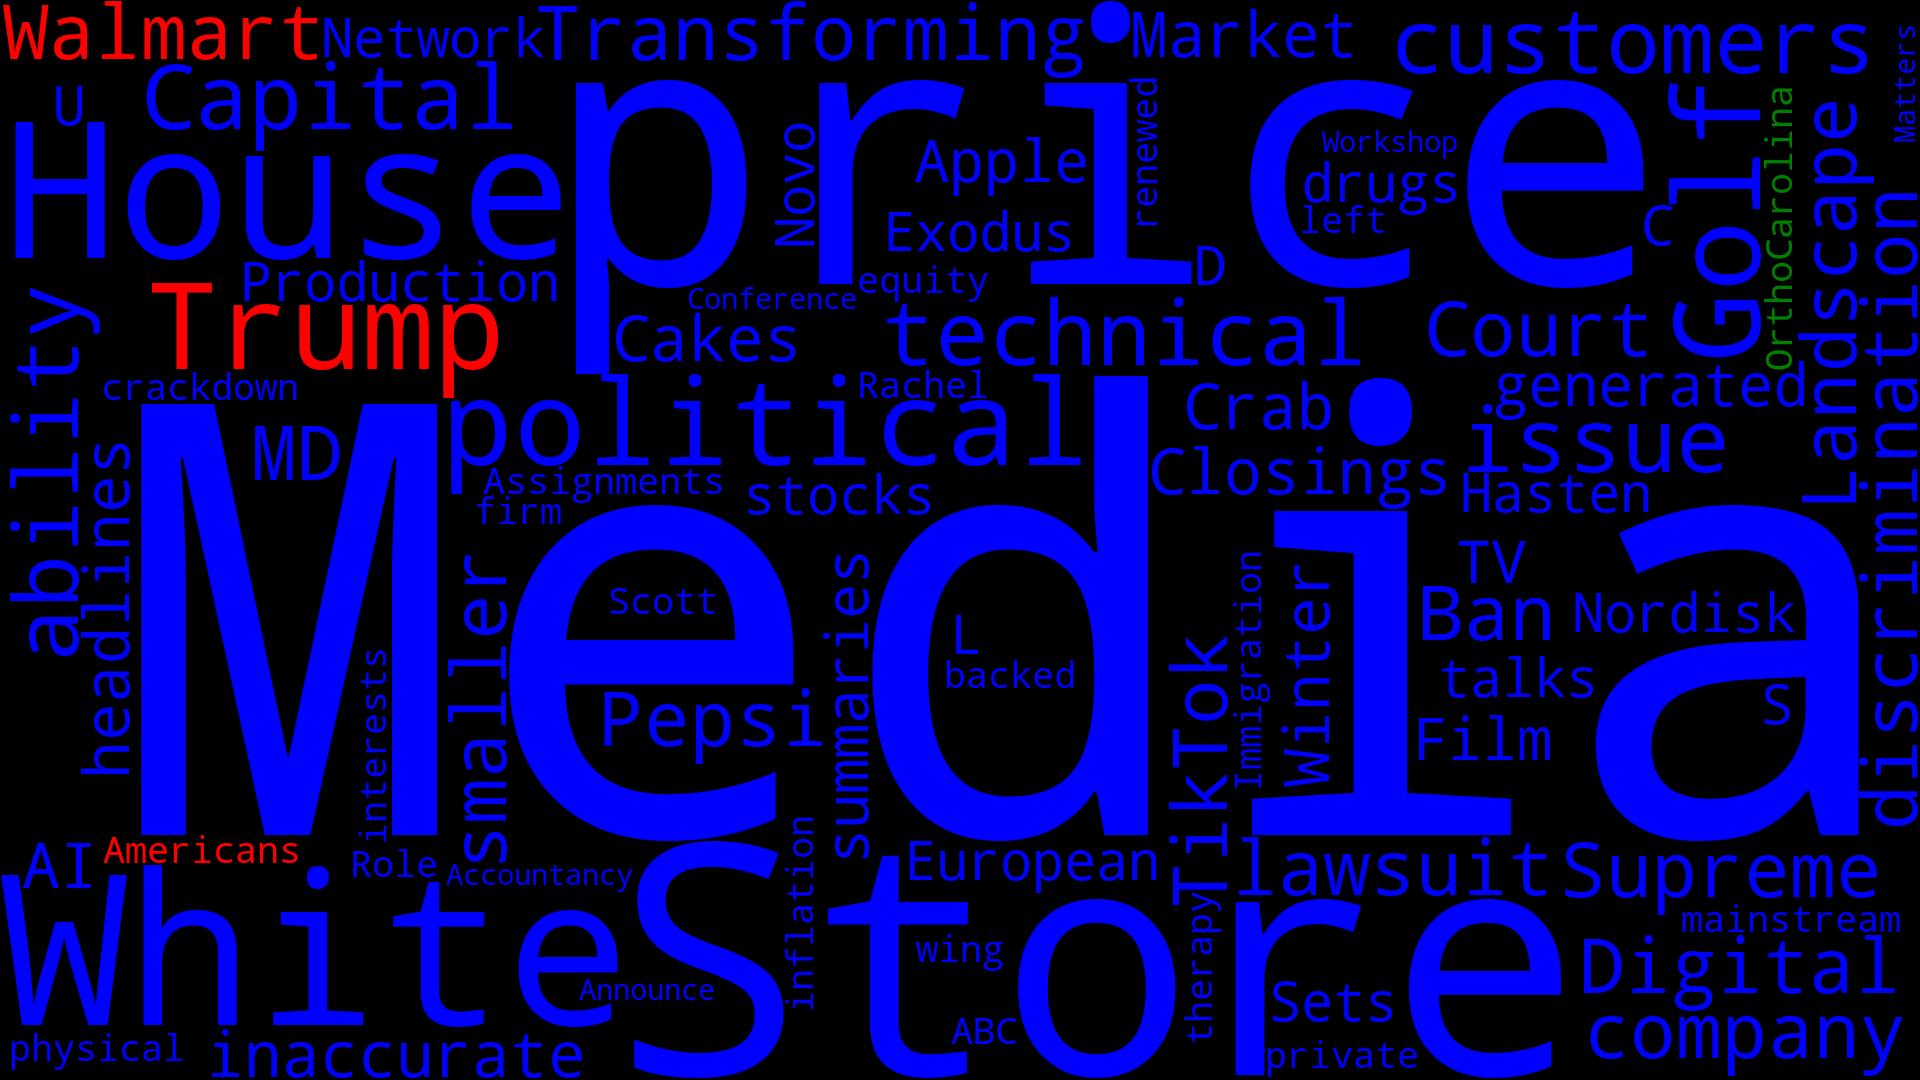 Walmart
Network
Transforming
Market
customers
Matters
U
Capital
price
House
Novo
Apple
renewed
Workshop
drugs
left
Golf
OrthoCarolina
Landscape
Exodus
D
C
discrimination
Production
equity
Conference
Trump
Cakes
technical
Court
ability
crackdown
Rachel
generated
political
Crab
issue
MD
headlines
Assignments
stocks
Closings
Hasten
firm
Media
smaller
summaries
TV
Scott
L
Immigration
Winter
Ban
Nordisk
backed
TikTok
talks
S
interests
Pepsi
Film
AI
Americans
Role
Accountancy
inflation
European
lawsuit
Supreme
White
Store
therapy
mainstream
wing
Digital
Announce
Sets
ABC
company
physical
inaccurate
private